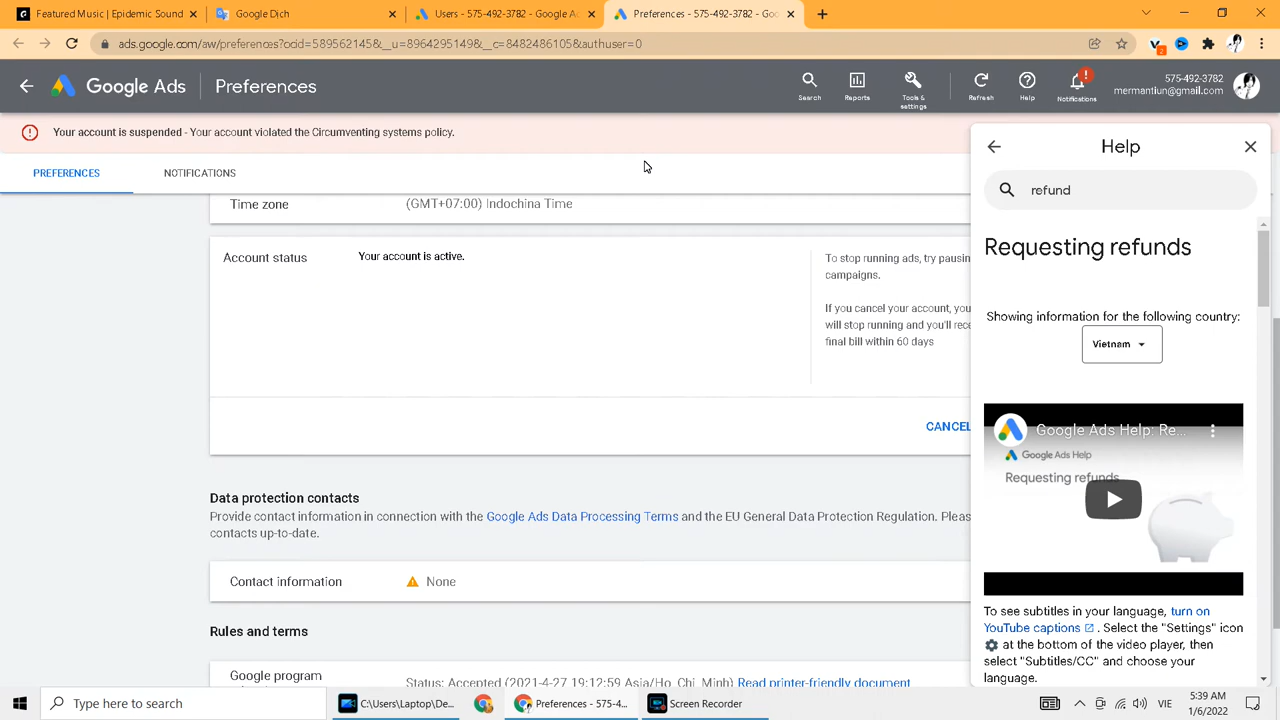 Featured Music | Epidemic Sound
Google Dịch
Users - 575-492-3782 - Google Ad
Preferences - 575-492-3782 - Goo
ads.google.com/aw/preferences?ocid=589562145&__u=8964295149&__c=8482486105&authuser=0
Google Ads
Preferences
Search
Reports
Tools &
settings
Refresh
Help
Notifications
575-492-3782
mermantiun@gmail.com
Your account is suspended - Your account violated the Circumventing systems policy.
PREFERENCES
NOTIFICATIONS
Time zone
(GMT+07:00) Indochina Time
Account status
Your account is active.
To stop running ads, try pausin
campaigns.
If you cancel your account, you
will stop running and you'll rece
final bill within 60 days
CANCEL
Data protection contacts
Provide contact information in connection with the Google Ads Data Processing Terms and the EU General Data Protection Regulation. Pleas
contacts up-to-date.
Contact information
None
Rules and terms
Google program
Status: Accepted (2021-4-27 19:12:59 Asia/Ho_Chi_Minh) Read printer-friendly document
Help
refund
Requesting refunds
Showing information for the following country:
Vietnam
Google Ads Help: Re...
Google Ads Help
Requesting refunds
To see subtitles in your language, turn on
YouTube captions . Select the "Settings" icon
at the bottom of the video player, then
select "Subtitles/CC" and choose your
language.
Type here to search
C:\Users\Laptop\De...
Preferences - 575-4...
Screen Recorder
VIE
5:39 AM
1/6/2022